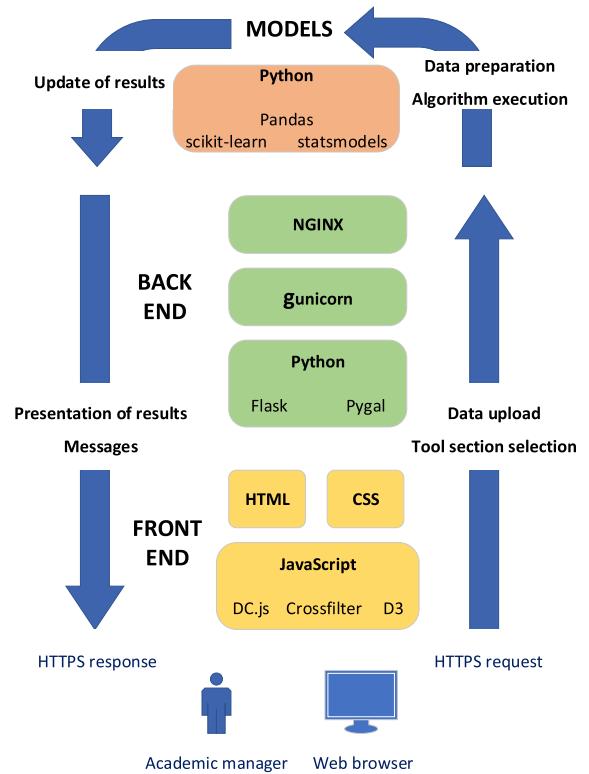 MODELS
Update of results
Python
Pandas
scikit-learn statsmodels
Data preparation
Algorithm execution
NGINX
BACK
END
gunicorn
Python
Flask Pygal
Presentation of results
Messages
Data upload
Tool section selection
HTML
CSS
FRONT
END
JavaScript
DC.js Crossfilter D3
HTTPS response
HTTPS request
Academic manager
Web browser